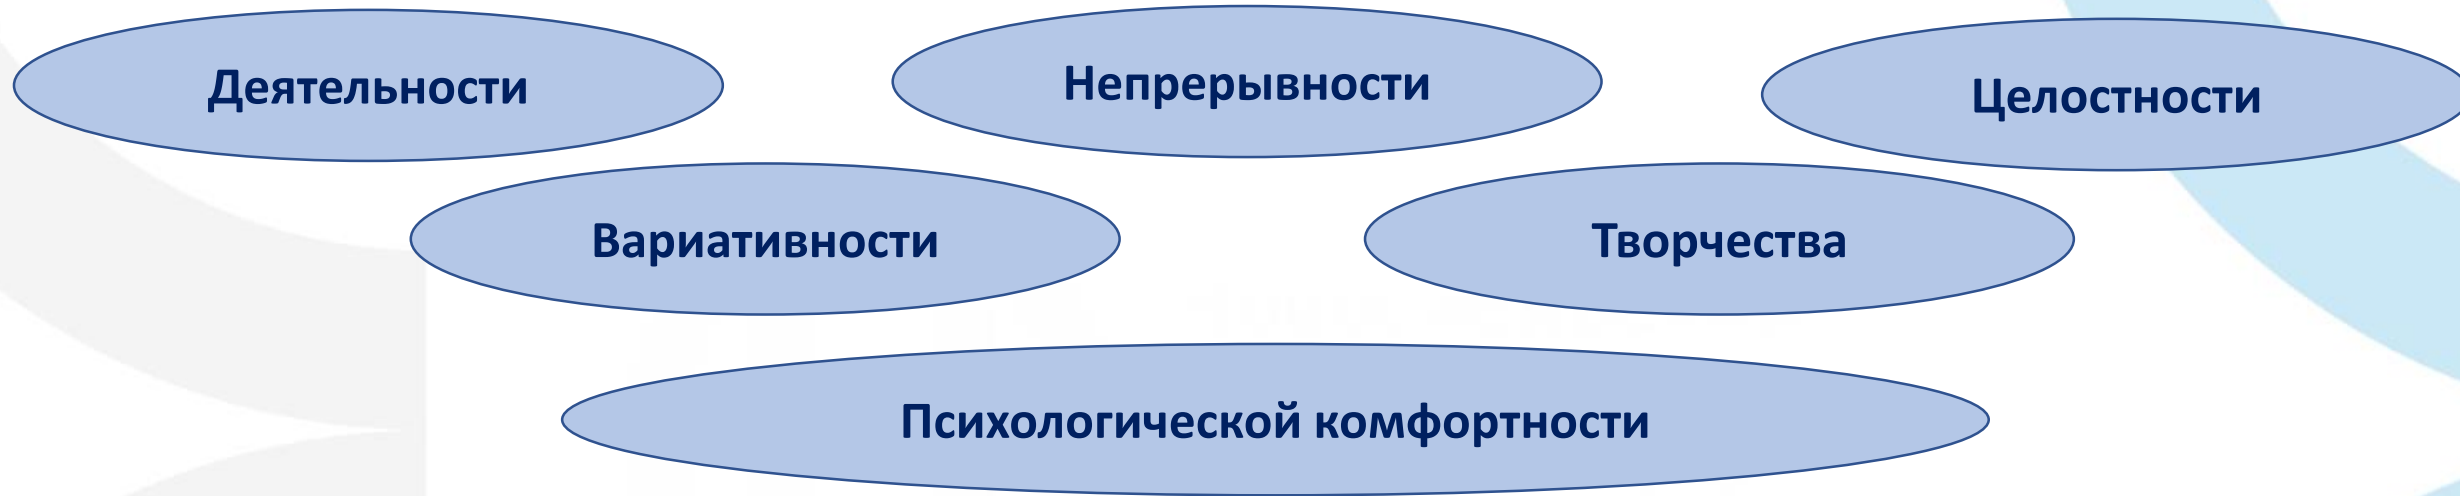 Деятельности
Непрерывности
Целостности
Вариативности
Творчества
Психологической комфортности